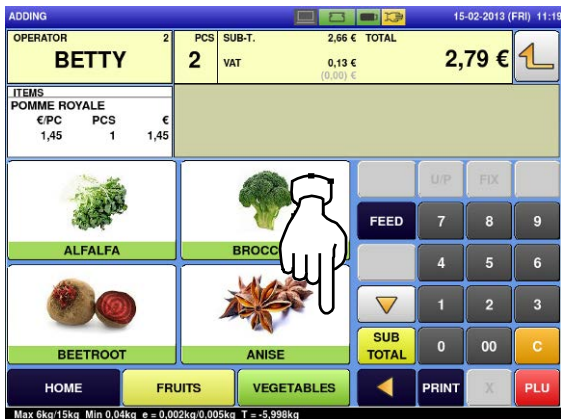 ADDING 15-02-2013 (FRI) 11:19
OPERATOR 2 PCS SUB-T. 2,66 € TOTAL
BETTY 2 VAT 0,13 € 2,79 €
(0,00) €
ITEMS
POMME ROYALE
€/PC PCS €
1,45 1 1,45
U/P FIX
FEED 7 8 9
ALFALFA
4 5 6
1 2 3
BEETROOT ANISE SUB TOTAL 0 00 C
HOME FRUITS VEGETABLES PRINT X PLU
Max 6kg/15kg Min 0,04kg e = 0,002kg/0,005kg T = -5,998kg